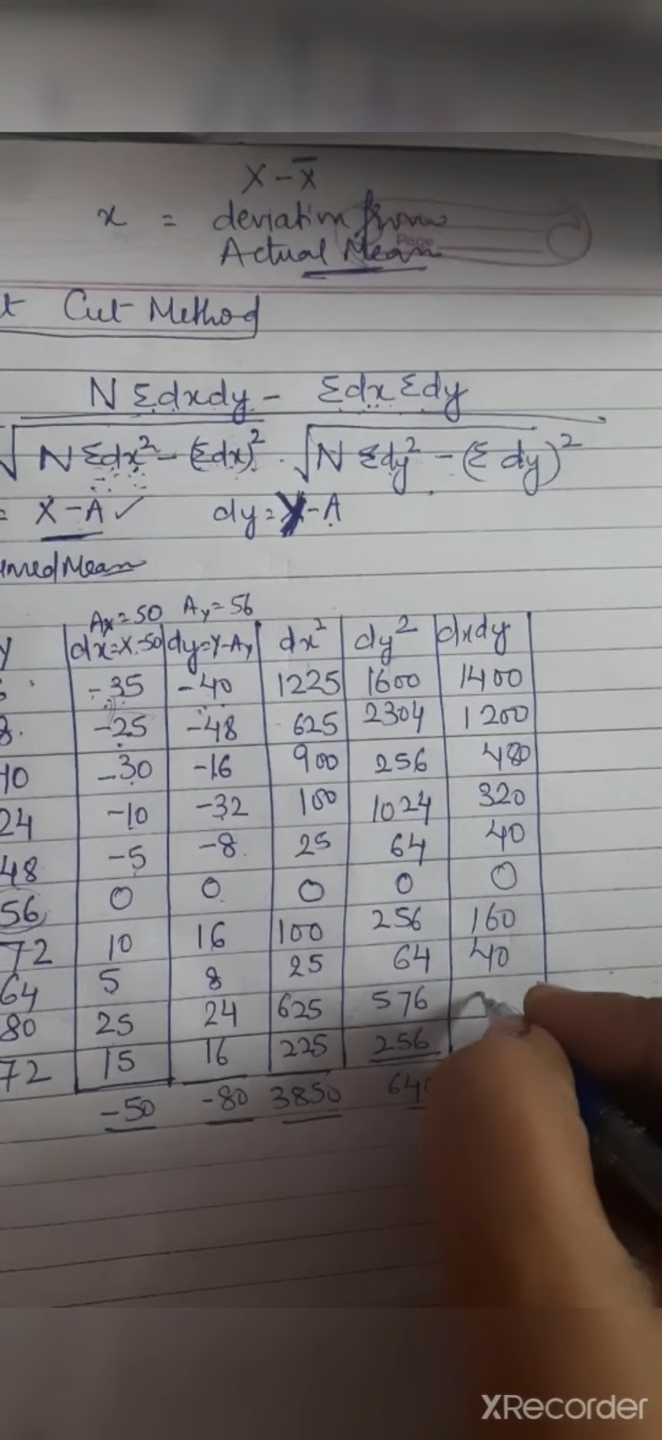 X - x̄
x = deviation from
Actual Mean
Page
t Cut Method
N Σdxdy - Σdx Σdy
√N Σdx² - (Σdx)² . √N Σdy² - (Σdy)²
= X - A ✓ dy = Y - A
umed Mean
Ax = 50 Ay = 56
y dx=X-50 dy=Y-Ay dx² dy² dxdy
-35 -40 1225 1600 1400
8. -25 -48 625 2304 1200
40 -30 -16 900 256 480
24 -10 -32 100 1024 320
48 -5 -8 25 64 40
56 0 0 0 0 0
72 10 16 100 256 160
64 5 8 25 64 40
80 25 24 625 576
72 15 16 225 256
-50 -80 3850 640
XRecorder